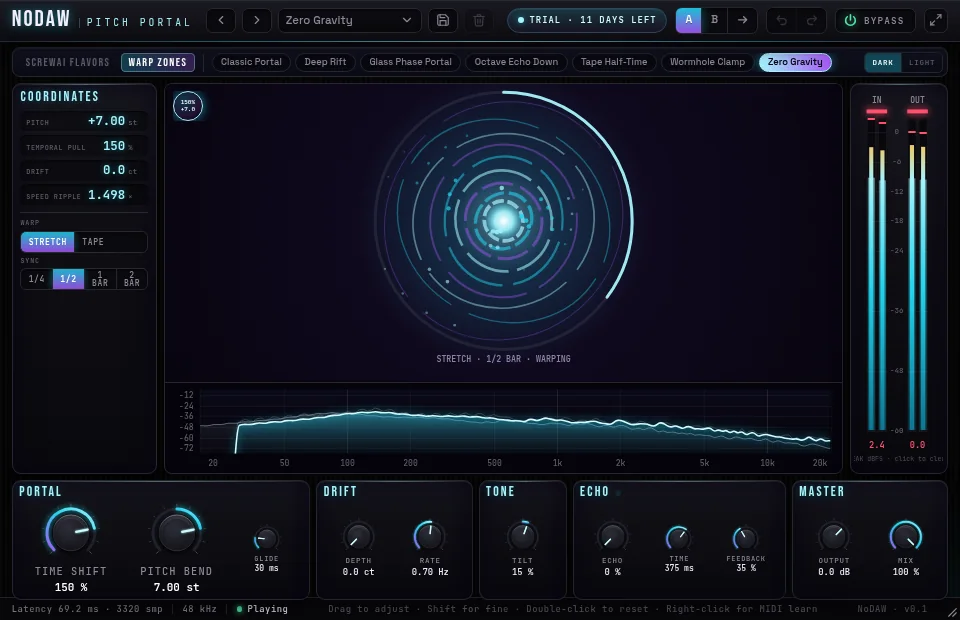 NODAW | PITCH PORTAL
Zero Gravity
TRIAL · 11 DAYS LEFT
A B
BYPASS
SCREWAI FLAVORS WARP ZONES
Classic Portal Deep Rift Glass Phase Portal Octave Echo Down Tape Half-Time Wormhole Clamp Zero Gravity
DARK LIGHT
COORDINATES
PITCH +7.00 st
TEMPORAL PULL 150 %
DRIFT 0.0 ct
SPEED RIPPLE 1.498 ×
WARP
STRETCH TAPE
SYNC
1/4 1/2 1 BAR 2 BAR
150%
+7.0
STRETCH · 1/2 BAR · WARPING
-12
-24
-36
-48
-60
-72
20 50 100 200 500 1k 2k 5k 10k 20k
IN OUT
0
-6
-12
-18
-24
-36
-48
-60
2.4 0.0
dBFS · click to
PORTAL
TIME SHIFT
150 %
PITCH BEND
7.00 st
GLIDE
30 ms
DRIFT
DEPTH
0.0 ct
RATE
0.70 Hz
TONE
TILT
15 %
ECHO
ECHO
0 %
TIME
375 ms
FEEDBACK
35 %
MASTER
OUTPUT
0.0 dB
MIX
100 %
Latency 69.2 ms · 3320 smp | 48 kHz | Playing
Drag to adjust · Shift for fine · Double-click to reset · Right-click for MIDI learn
NoDAW · v0.1